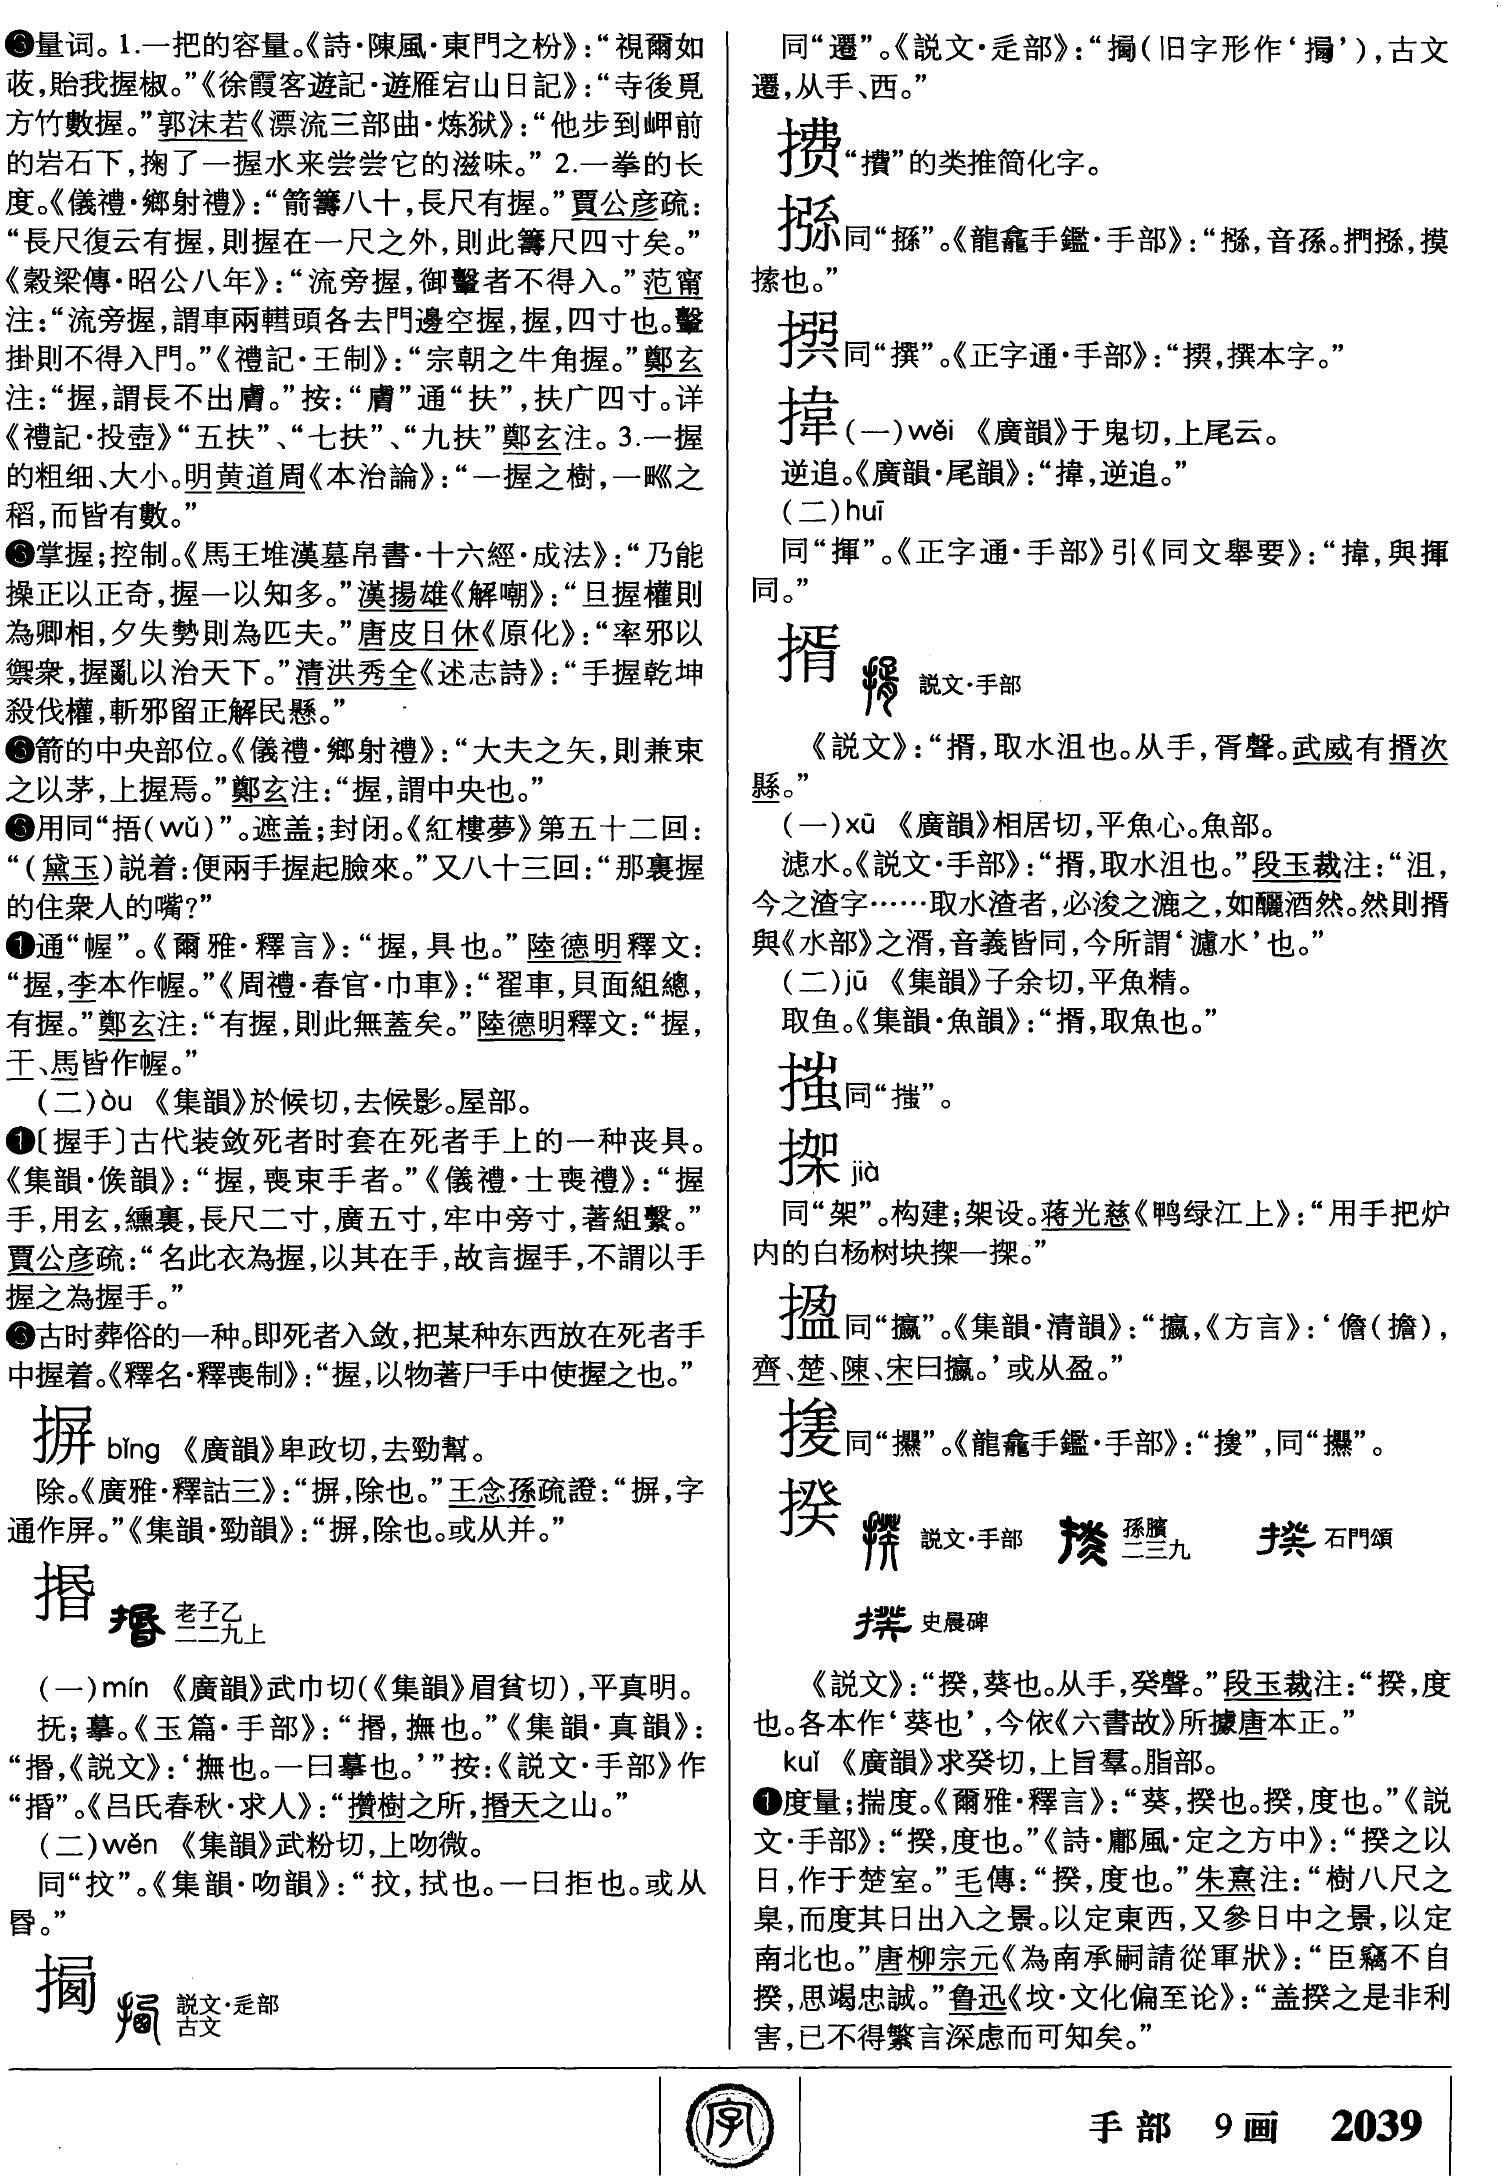 ❸量词。1.一把的容量。《詩·陳風·東門之枌》：“視爾如
荍，貽我握椒。”《徐霞客遊記·遊雁宕山日記》：“寺後覓
方竹數握。”郭沫若《漂流三部曲·炼狱》：“他步到岬前
的岩石下，掬了一握水来尝尝它的滋味。” 2.一拳的长
度。《儀禮·鄉射禮》：“箭籌八十，長尺有握。”賈公彦疏：
“長尺復云有握，則握在一尺之外，則此籌尺四寸矣。”
《穀梁傳·昭公八年》：“流旁握，御轚者不得入。”范甯
注：“流旁握，謂車兩轊頭各去門邊空握，握，四寸也。轚
掛則不得入門。”《禮記·王制》：“宗朝之牛角握。”鄭玄
注：“握，謂長不出膚。”按：“膚”通“扶”，扶广四寸。详
《禮記·投壺》“五扶”、“七扶”、“九扶”鄭玄注。3.一握
的粗细、大小。明黄道周《本治論》：“一握之樹，一畷之
稻，而皆有數。”
❸掌握；控制。《馬王堆漢墓帛書·十六經·成法》：“乃能
操正以正奇，握一以知多。”漢揚雄《解嘲》：“旦握權則
為卿相，夕失勢則為匹夫。”唐皮日休《原化》：“率邪以
禦衆，握亂以治天下。”清洪秀全《述志詩》：“手握乾坤
殺伐權，斬邪留正解民懸。”
❸箭的中央部位。《儀禮·鄉射禮》：“大夫之矢，則兼束
之以茅，上握焉。”鄭玄注：“握，謂中央也。”
❸用同“捂(wǔ)”。遮盖；封闭。《紅樓夢》第五十二回：
“(黛玉)説着：便兩手握起臉來。”又八十三回：“那裏握
的住衆人的嘴?”
❶通“幄”。《爾雅·釋言》：“握，具也。”陸德明釋文：
“握，李本作幄。”《周禮·春官·巾車》：“翟車，貝面組總，
有握。”鄭玄注：“有握，則此無蓋矣。”陸德明釋文：“握，
干、馬皆作幄。”
(二)òu 《集韻》於候切，去候影。屋部。
❶〔握手〕古代装敛死者时套在死者手上的一种丧具。
《集韻·候韻》：“握，喪束手者。”《儀禮·士喪禮》：“握
手，用玄，纁裏，長尺二寸，廣五寸，牢中旁寸，著組繫。”
賈公彦疏：“名此衣為握，以其在手，故言握手，不謂以手
握之為握手。”
❸古时葬俗的一种。即死者入敛，把某种东西放在死者手
中握着。《釋名·釋喪制》：“握，以物著尸手中使握之也。”
摒 bǐng 《廣韻》卑政切，去勁幫。
除。《廣雅·釋詁三》：“摒，除也。”王念孫疏證：“摒，字
通作屏。”《集韻·勁韻》：“摒，除也。或从并。”
揝 老子乙
二二九上
(一)mín 《廣韻》武巾切(《集韻》眉貧切)，平真明。
抚；摹。《玉篇·手部》：“，撫也。”《集韻·真韻》：
“，《説文》：‘撫也。一曰摹也。’”按：《説文·手部》作
“捪”。《吕氏春秋·求人》：“攢樹之所，天之山。”
(二)wěn 《集韻》武粉切，上吻微。
同“抆”。《集韻·吻韻》：“抆，拭也。一曰拒也。或从
昬。”
説文·辵部
古文
同“遷”。《説文·辵部》：“(旧字形作‘’)，古文
遷，从手、西。”
“攢”的类推简化字。
同“搎”。《龍龕手鑑·手部》：“，音孫。捫，摸
揉也。”
同“撰”。《正字通·手部》：“，撰本字。”
揻(一)wěi 《廣韻》于鬼切，上尾云。
逆追。《廣韻·尾韻》：“，逆追。”
(二)huī
同“揮”。《正字通·手部》引《同文舉要》：“，與揮
同。”
揟 説文·手部
《説文》：“揟，取水沮也。从手，胥聲。武威有揟次
縣。”
(一)xū 《廣韻》相居切，平魚心。魚部。
滤水。《説文·手部》：“揟，取水沮也。”段玉裁注：“沮，
今之渣字……取水渣者，必浚之漉之，如釃酒然。然則揟
與《水部》之湑，音義皆同，今所謂‘濾水’也。”
(二)jū 《集韻》子余切，平魚精。
取鱼。《集韻·魚韻》：“揟，取魚也。”
同“搑”。
jià
同“架”。构建；架设。蒋光慈《鸭绿江上》：“用手把炉
内的白杨树块一。”
揾同“攍”。《集韻·清韻》：“攍，《方言》：‘儋(擔)，
齊、楚、陳、宋曰攍。’或从盈。”
同“攥”。《龍龕手鑑·手部》：“”，同“”。
揆 説文·手部 孫臏
二三九 石門頌
史晨碑
《説文》：“揆，葵也。从手，癸聲。”段玉裁注：“揆，度
也。各本作‘葵也’，今依《六書故》所據唐本正。”
kuǐ 《廣韻》求癸切，上旨羣。脂部。
❶度量；揣度。《爾雅·釋言》：“葵，揆也。揆，度也。”《説
文·手部》：“揆，度也。”《詩·鄘風·定之方中》：“揆之以
日，作于楚室。”毛傳：“揆，度也。”朱熹注：“樹八尺之
臬，而度其日出入之景。以定東西，又參日中之景，以定
南北也。”唐柳宗元《為南承嗣請從軍狀》：“臣竊不自
揆，思竭忠誠。”鲁迅《坟·文化偏至论》：“盖揆之是非利
害，已不得繁言深虑而可知矣。”
字 手部 9画 2039